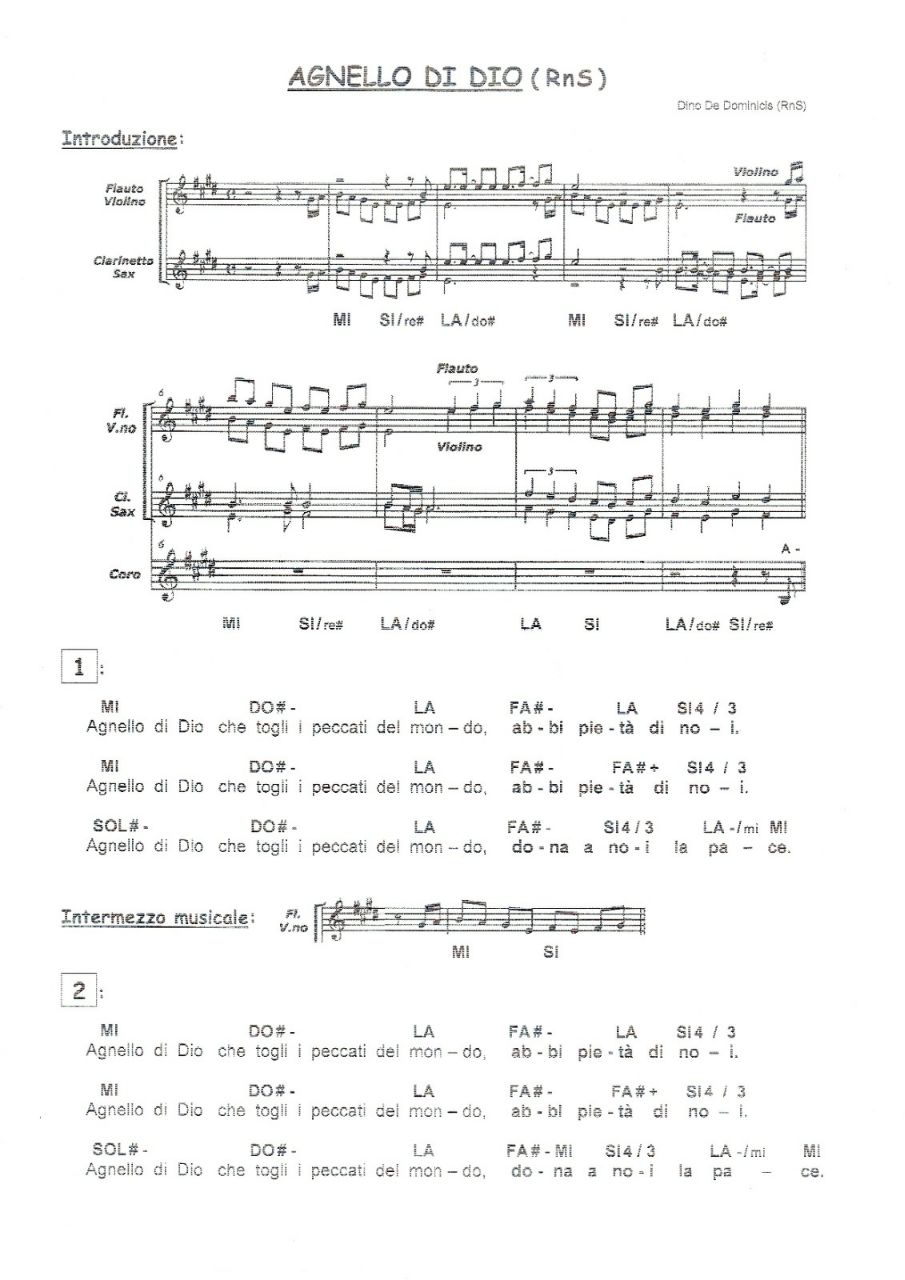 AGNELLO DI DIO (RnS)
Dino De Dominicis (RnS)
Introduzione:
Violino
Flauto
Violino
Flauto
Clarinetto
Sax
MI SI/re# LA/do# MI SI/re# LA/do#
Flauto
3 3
6
Fl.
V.no
Violino
3
6
Cl.
Sax
A -
6
Coro
MI SI/re# LA/do# LA SI LA/do# SI/re#
1 :
MI DO#- LA FA#- LA SI4 / 3
Agnello di Dio che togli i peccati del mon – do, ab - bi pie - tà di no – i.
MI DO#- LA FA#- FA#+ SI4 / 3
Agnello di Dio che togli i peccati del mon – do, ab - bi pie – tà di no – i.
SOL#- DO#- LA FA#- SI4/3 LA-/mi MI
Agnello di Dio che togli i peccati del mon – do, do - na a no - i la pa – ce.
Intermezzo musicale:
Fl.
V.no
MI SI
2 :
MI DO#- LA FA#- LA SI4 / 3
Agnello di Dio che togli i peccati del mon – do, ab - bi pie - tà di no – i.
MI DO#- LA FA#- FA#+ SI4 / 3
Agnello di Dio che togli i peccati del mon – do, ab - bi pie – tà di no – i.
SOL#- DO#- LA FA#- MI SI4/3 LA-/mi MI
Agnello di Dio che togli i peccati del mon – do, do - na a no - i la pa – ce.